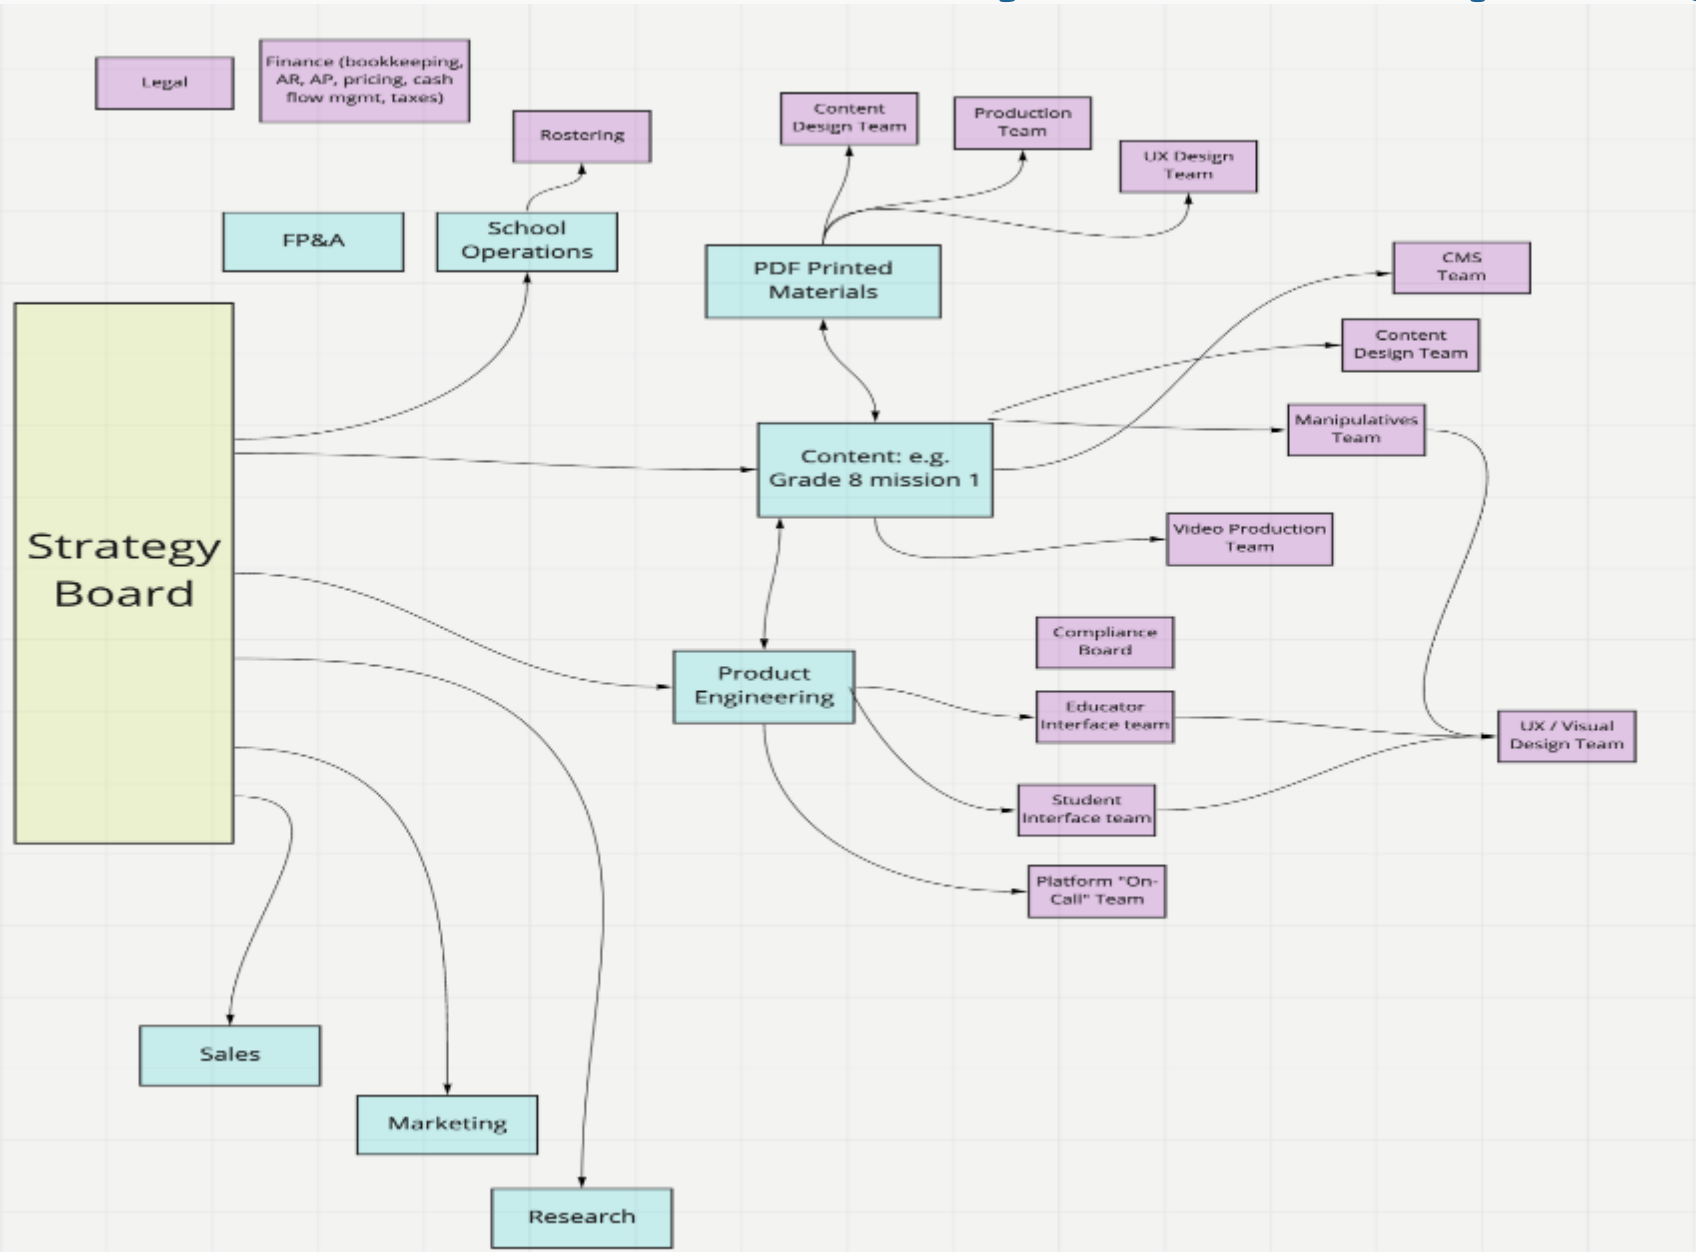 Legal
Finance (bookkeeping,
AR, AP, pricing, cash
flow mgmt, taxes)
Rostering
Content
Design Team
Production
Team
UX Design
Team
FP&A
School
Operations
PDF Printed
Materials
CMS
Team
Content
Design Team
Manipulatives
Team
Content: e.g.
Grade 8 mission 1
Video Production
Team
Strategy
Board
Compliance
Board
Product
Engineering
Educator
Interface team
UX / Visual
Design Team
Student
Interface team
Platform "On-
Call" Team
Sales
Marketing
Research